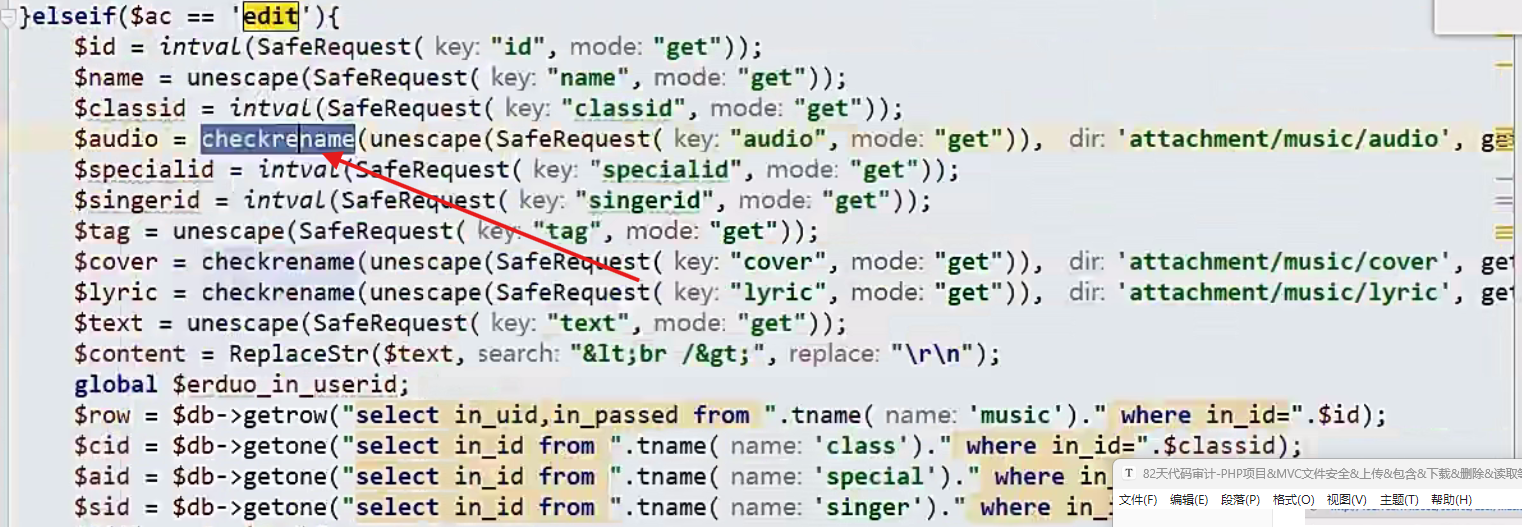 }elseif($ac == 'edit'){
$id = intval(SafeRequest( key: "id", mode: "get"));
$name = unescape(SafeRequest( key: "name", mode: "get"));
$classid = intval(SafeRequest( key: "classid", mode: "get"));
$audio = checkrename(unescape(SafeRequest( key: "audio", mode: "get")), dir: 'attachment/music/audio', ge
$specialid = intval(SafeRequest( key: "specialid", mode: "get"));
$singerid = intval(SafeRequest( key: "singerid", mode: "get"));
$tag = unescape(SafeRequest( key: "tag", mode: "get"));
$cover = checkrename(unescape(SafeRequest( key: "cover", mode: "get")), dir: 'attachment/music/cover', get
$lyric = checkrename(unescape(SafeRequest( key: "lyric", mode: "get")), dir: 'attachment/music/lyric', get
$text = unescape(SafeRequest( key: "text", mode: "get"));
$content = ReplaceStr($text, search: "&lt;br /&gt;", replace: "\r\n");
global $erduo_in_userid;
$row = $db->getrow("select in_uid,in_passed from ".tname( name: 'music')." where in_id=".$id);
$cid = $db->getone("select in_id from ".tname( name: 'class')." where in_id=".$classid);
$aid = $db->getone("select in_id from ".tname( name: 'special')." where in_
$sid = $db->getone("select in_id from ".tname( name: 'singer')." where in_i
T 82天代码审计-PHP项目&MVC文件安全&上传&包含&下载&删除&读取等
文件(F) 编辑(E) 段落(P) 格式(O) 视图(V) 主题(T) 帮助(H)